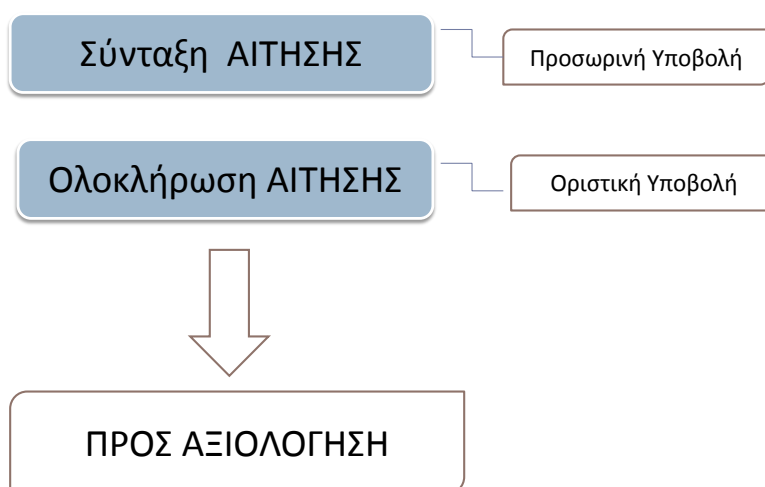 Σύνταξη ΑΙΤΗΣΗΣ
Προσωρινή Υποβολή
Ολοκλήρωση ΑΙΤΗΣΗΣ
Οριστική Υποβολή
ΠΡΟΣ ΑΞΙΟΛΟΓΗΣΗ